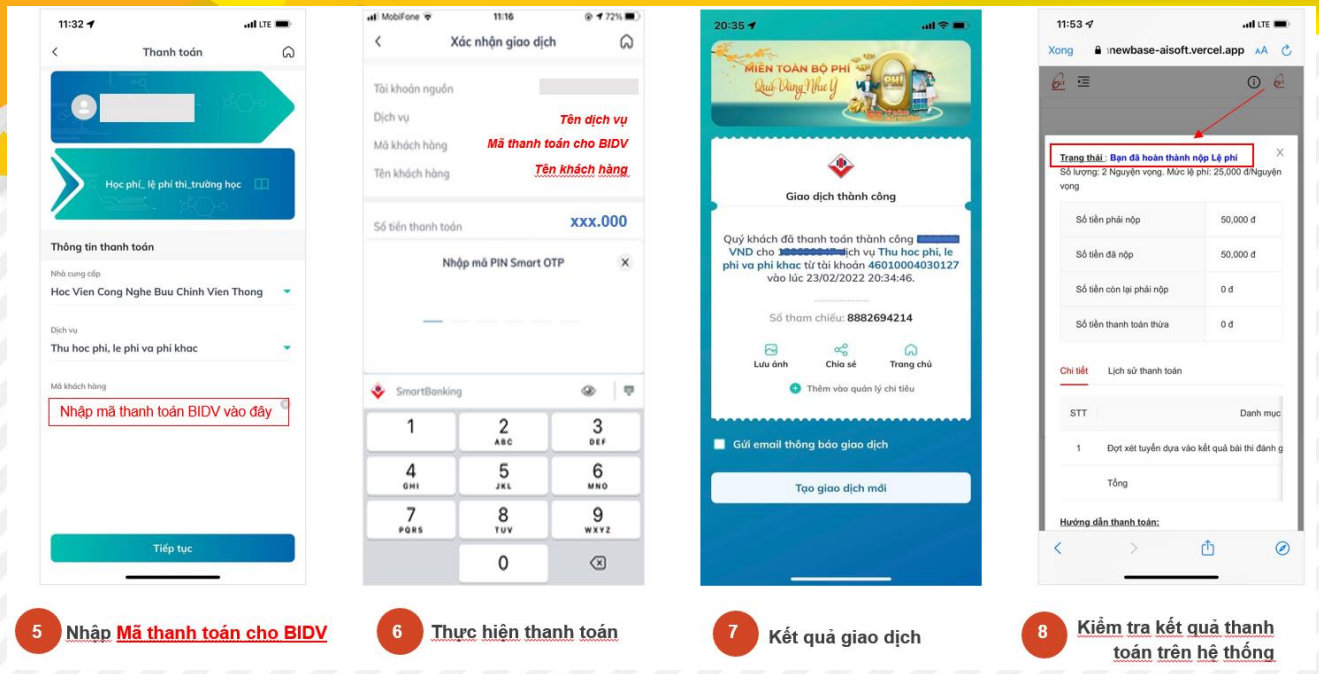 11:32
LTE
Thanh toán
Học phí_ lệ phí thi_trường học
Thông tin thanh toán
Nhà cung cấp
Hoc Vien Cong Nghe Buu Chinh Vien Thong
Dịch vụ
Thu hoc phi, le phi va phi khac
Mã khách hàng
Nhập mã thanh toán BIDV vào đây
Tiếp tục
5 Nhập Mã thanh toán cho BIDV
MobiFone
11:16
72%
Xác nhận giao dịch
Tài khoản nguồn
Dịch vụ
Tên dịch vụ
Mã khách hàng
Mã thanh toán cho BIDV
Tên khách hàng
Tên khách hàng
Số tiền thanh toán
xxx.000
Nhập mã PIN Smart OTP
X
SmartBanking
1 2 3
ABC DEF
4 5 6
GHI JKL MNO
7 8 9
PQRS TUV WXYZ
0
6 Thực hiện thanh toán
20:35
MIỄN TOÀN BỘ PHÍ
Quà Vàng Như Ý
PHÍ
Giao dịch thành công
Quý khách đã thanh toán thành công
VND cho dịch vụ Thu hoc phi, le
phi va phi khac từ tài khoản 46010004030127
vào lúc 23/02/2022 20:34:46.
Số tham chiếu: 8882694214
Lưu ảnh Chia sẻ Trang chủ
Thêm vào quản lý chi tiêu
Gửi email thông báo giao dịch
Tạo giao dịch mới
7 Kết quả giao dịch
11:53
LTE
Xong
newbase-aisoft.vercel.app
AA
Trạng thái : Bạn đã hoàn thành nộp Lệ phí
X
Số lượng: 2 Nguyện vọng. Mức lệ phí: 25,000 đ/Nguyện
vọng
Số tiền phải nộp 50,000 đ
Số tiền đã nộp 50,000 đ
Số tiền còn lại phải nộp 0 đ
Số tiền thanh toán thừa 0 đ
Chi tiết Lịch sử thanh toán
STT Danh mục
1 Đợt xét tuyển dựa vào kết quả bài thi đánh g
Tổng
Hướng dẫn thanh toán:
8 Kiểm tra kết quả thanh
toán trên hệ thống